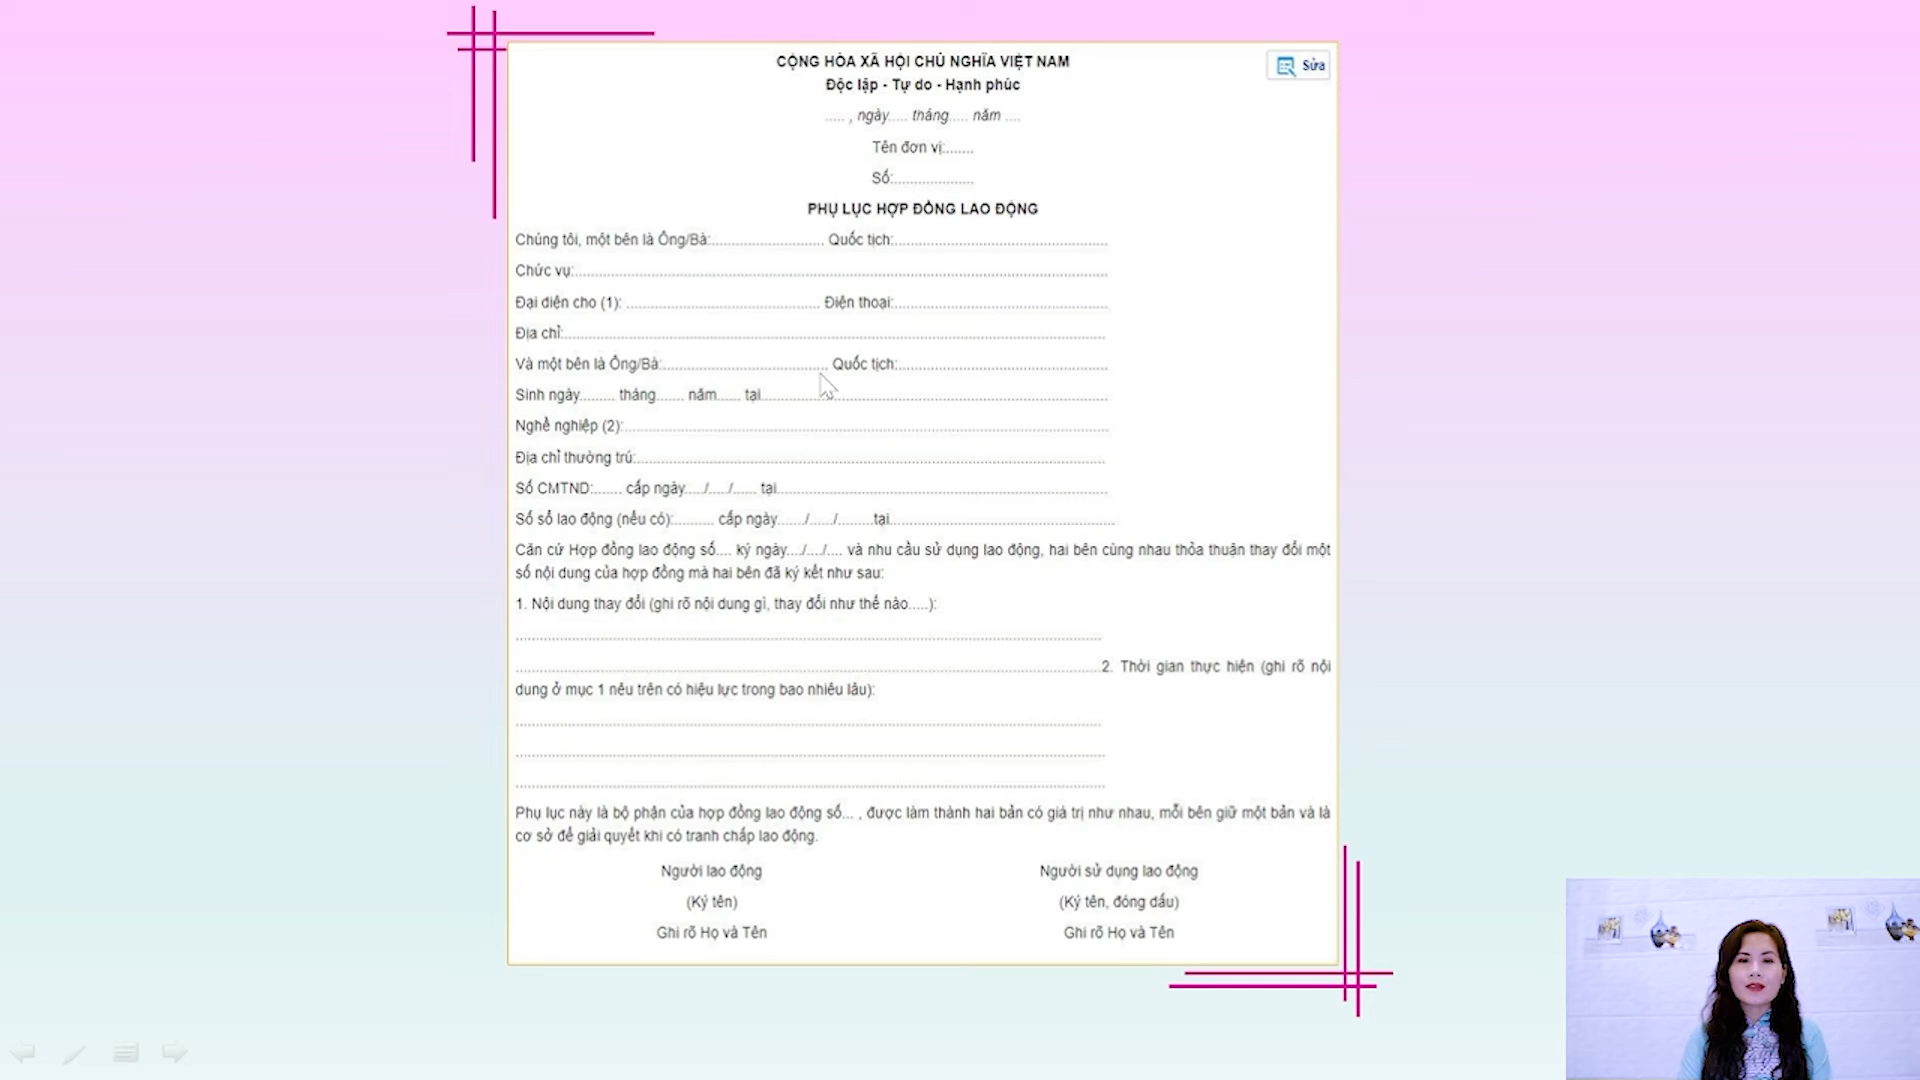 CỘNG HÒA XÃ HỘI CHỦ NGHĨA VIỆT NAM
Sửa
Độc lập - Tự do - Hạnh phúc
..... , ngày..... tháng..... năm ....
Tên đơn vị:.......
Số:....................
PHỤ LỤC HỢP ĐỒNG LAO ĐỘNG
Chúng tôi, một bên là Ông/Bà:............................ Quốc tịch:.....................................................
Chức vụ:.....................................................................................................................................
Đại diện cho (1): ................................................ Điện thoại:.....................................................
Địa chỉ:.......................................................................................................................................
Và một bên là Ông/Bà:......................................... Quốc tịch:....................................................
Sinh ngày......... tháng....... năm...... tại......................................................................................
Nghề nghiệp (2):.........................................................................................................................
Địa chỉ thường trú:.....................................................................................................................
Số CMTND:....... cấp ngày...../...../...... tại..................................................................................
Số sổ lao động (nếu có):.......... cấp ngày......./....../.........tại........................................................
Căn cứ Hợp đồng lao động số.... ký ngày..../..../.... và nhu cầu sử dụng lao động, hai bên cùng nhau thỏa thuận thay đổi một
số nội dung của hợp đồng mà hai bên đã ký kết như sau:
1. Nội dung thay đổi (ghi rõ nội dung gì, thay đổi như thế nào.....):
..................................................................................................................................................
..................................................................................................................................................2. Thời gian thực hiện (ghi rõ nội
dung ở mục 1 nêu trên có hiệu lực trong bao nhiêu lâu):
..................................................................................................................................................
...................................................................................................................................................
...................................................................................................................................................
Phụ lục này là bộ phận của hợp đồng lao động số... , được làm thành hai bản có giá trị như nhau, mỗi bên giữ một bản và là
cơ sở để giải quyết khi có tranh chấp lao động.
Người lao động
Người sử dụng lao động
(Ký tên)
(Ký tên, đóng dấu)
Ghi rõ Họ và Tên
Ghi rõ Họ và Tên